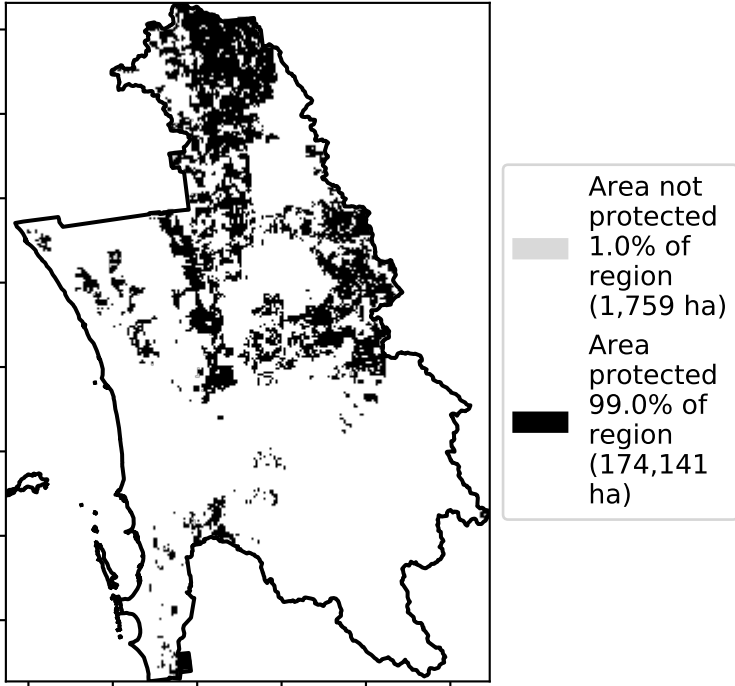 Area not
protected
1.0% of
region
(1,759 ha)
Area
protected
99.0% of
region
(174,141
ha)